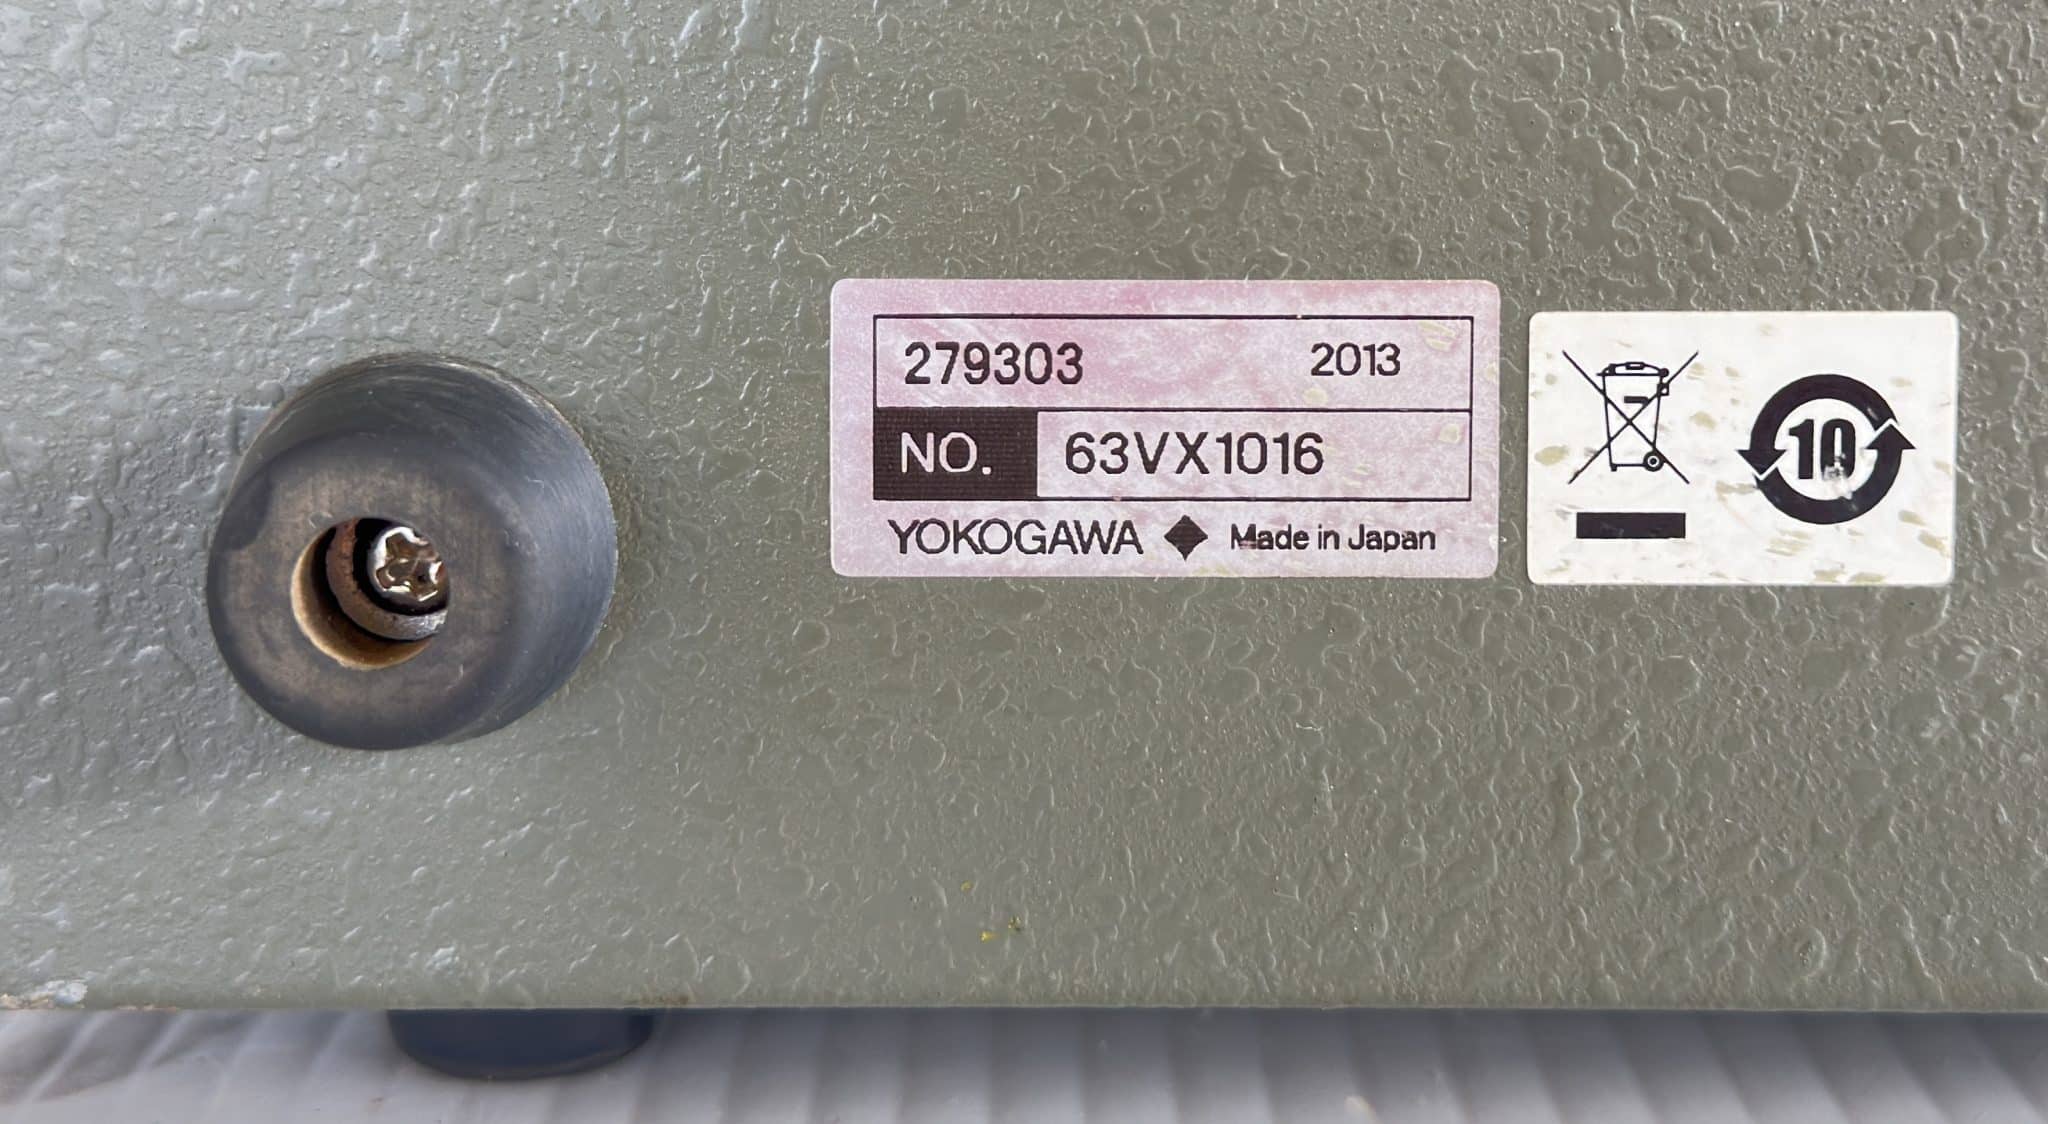 279303 2013
NO. 63VX1016
YOKOGAWA ◆ Made in Japan
10